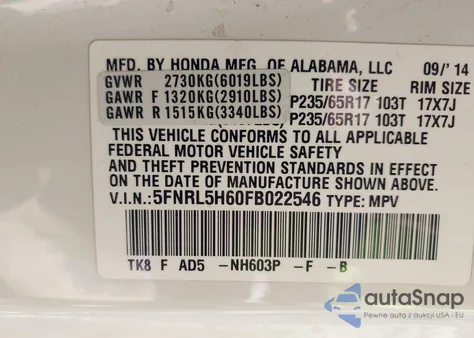 MFD. BY HONDA MFG. OF ALABAMA, LLC 09/' 14
GVWR 2730KG(6019LBS) TIRE SIZE RIM SIZE
GAWR F 1320KG(2910LBS) P235/65R17 103T 17X7J
GAWR R 1515KG(3340LBS) P235/65R17 103T 17X7J
THIS VEHICLE CONFORMS TO ALL APPLICABLE
FEDERAL MOTOR VEHICLE SAFETY
AND THEFT PREVENTION STANDARDS IN EFFECT
ON THE DATE OF MANUFACTURE SHOWN ABOVE.
V.I.N.:5FNRL5H60FB022546 TYPE: MPV
TK8 F AD5 -NH603P -F -B
autoSnap
Pewne auta z aukcji USA i EU